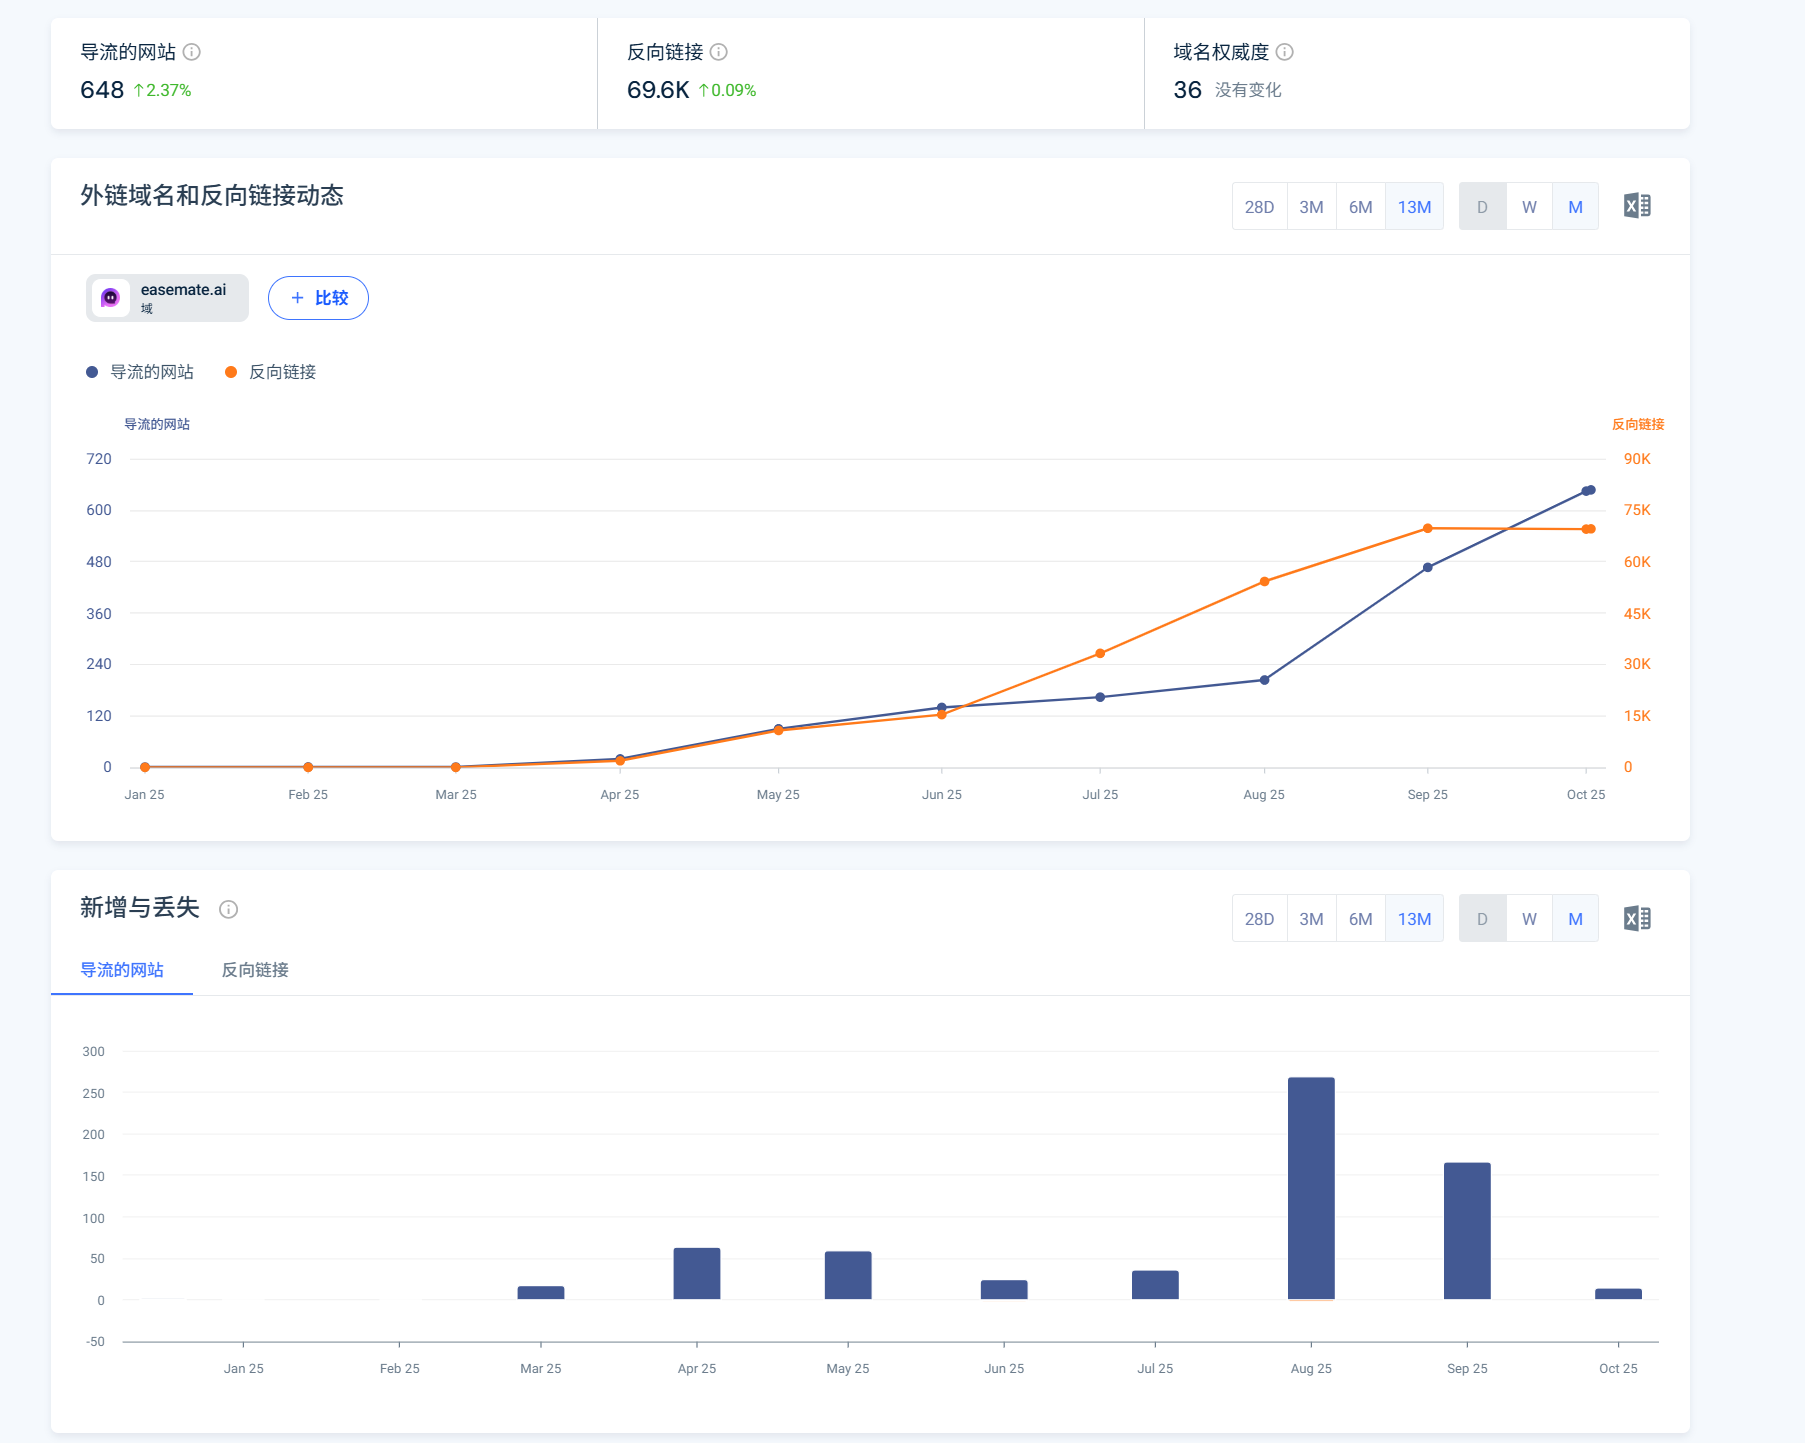 导流的网站
648 ↑2.37%
反向链接
69.6K ↑0.09%
域名权威度
36 没有变化
外链域名和反向链接动态
28D 3M 6M 13M D W M
easemate.ai
域
+ 比较
导流的网站 反向链接
导流的网站 反向链接
720 90K
600 75K
480 60K
360 45K
240 30K
120 15K
0 0
Jan 25 Feb 25 Mar 25 Apr 25 May 25 Jun 25 Jul 25 Aug 25 Sep 25 Oct 25
新增与丢失
28D 3M 6M 13M D W M
导流的网站 反向链接
300
250
200
150
100
50
0
-50
Jan 25 Feb 25 Mar 25 Apr 25 May 25 Jun 25 Jul 25 Aug 25 Sep 25 Oct 25